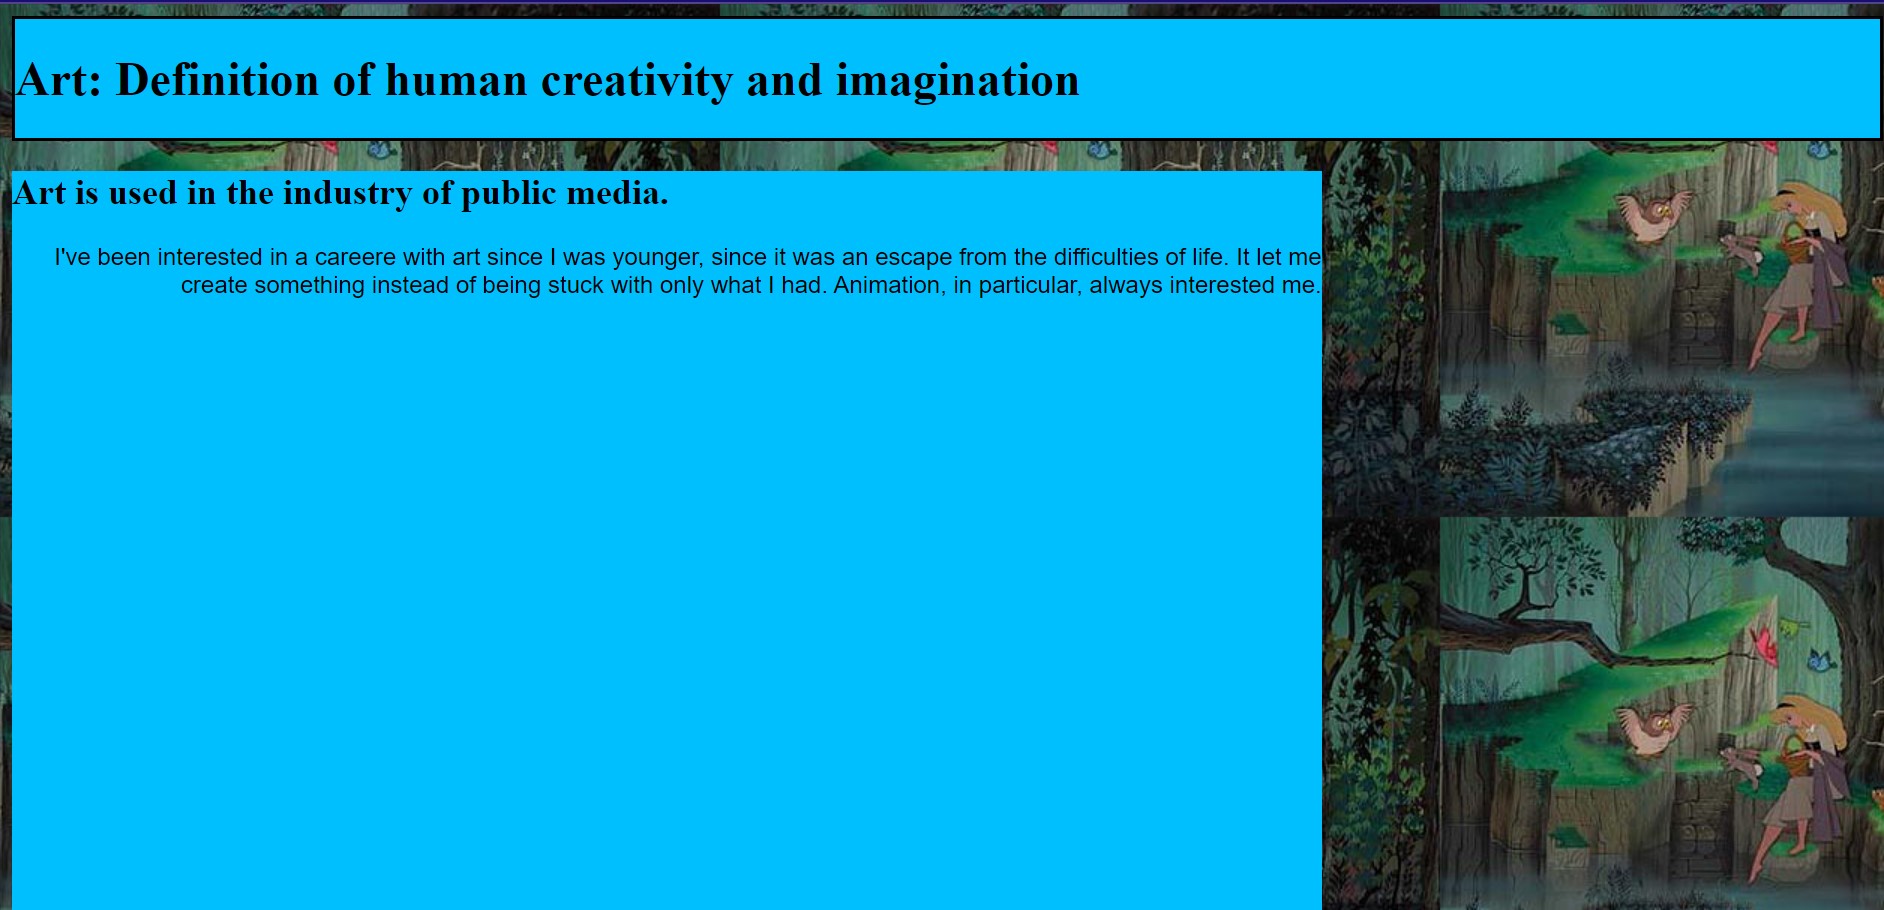 Art: Definition of human creativity and imagination
Art is used in the industry of public media.
I've been interested in a careere with art since I was younger, since it was an escape from the difficulties of life. It let me
create something instead of being stuck with only what I had. Animation, in particular, always interested me.